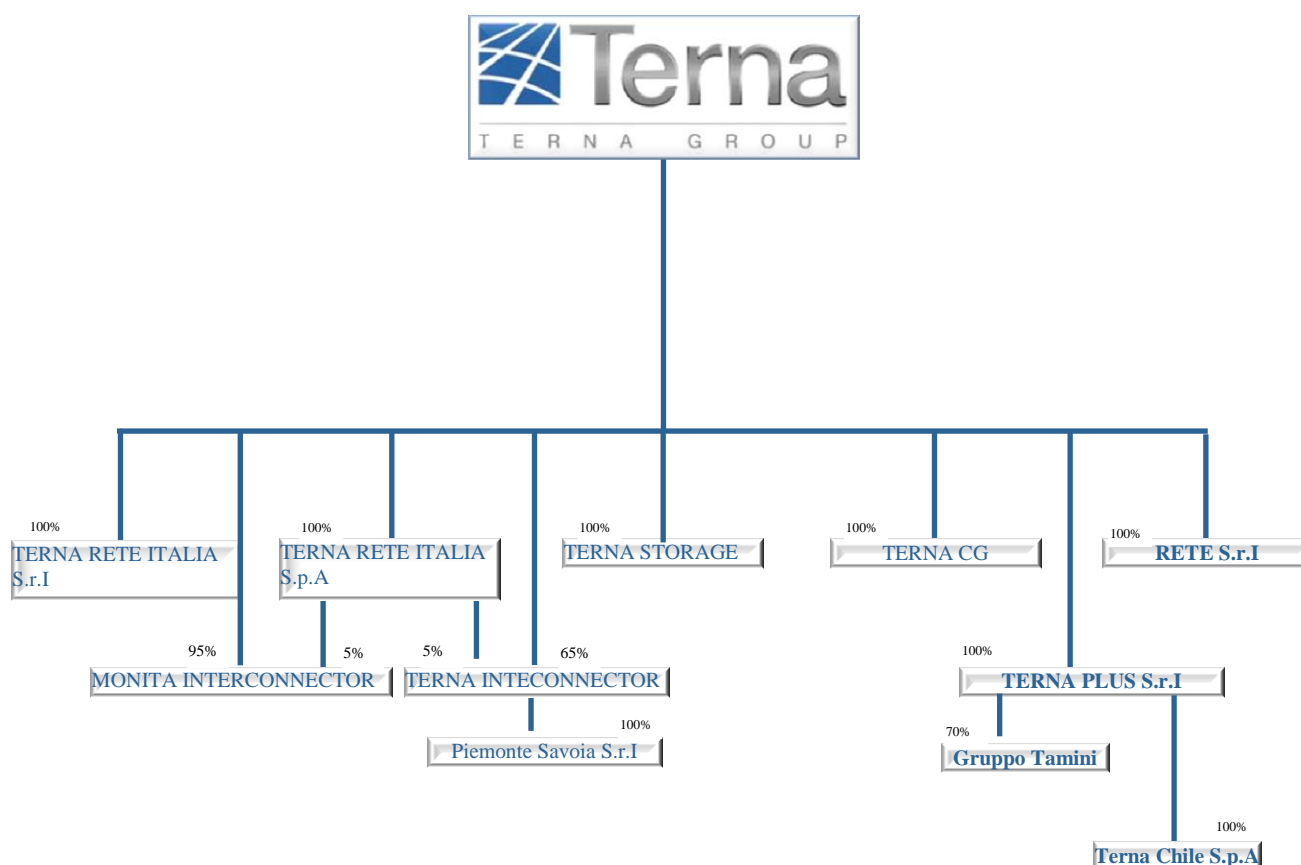 Terna
TERNA GROUP
100%
TERNA RETE ITALIA
S.r.I
100%
TERNA RETE ITALIA
S.p.A
100%
TERNA STORAGE
100%
TERNA CG
100%
RETE S.r.I
95%
5%
MONITA INTERCONNECTOR
5%
65%
TERNA INTECONNECTOR
100%
Piemonte Savoia S.r.I
100%
TERNA PLUS S.r.I
70%
Gruppo Tamini
100%
Terna Chile S.p.A